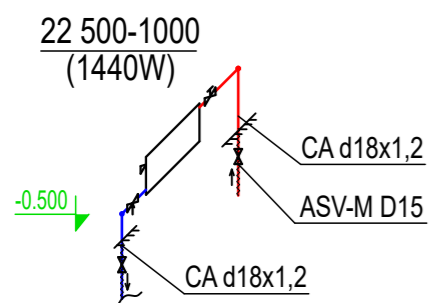 22 500-1000
(1440W)
CA d18x1,2
-0.500
ASV-M D15
CA d18x1,2